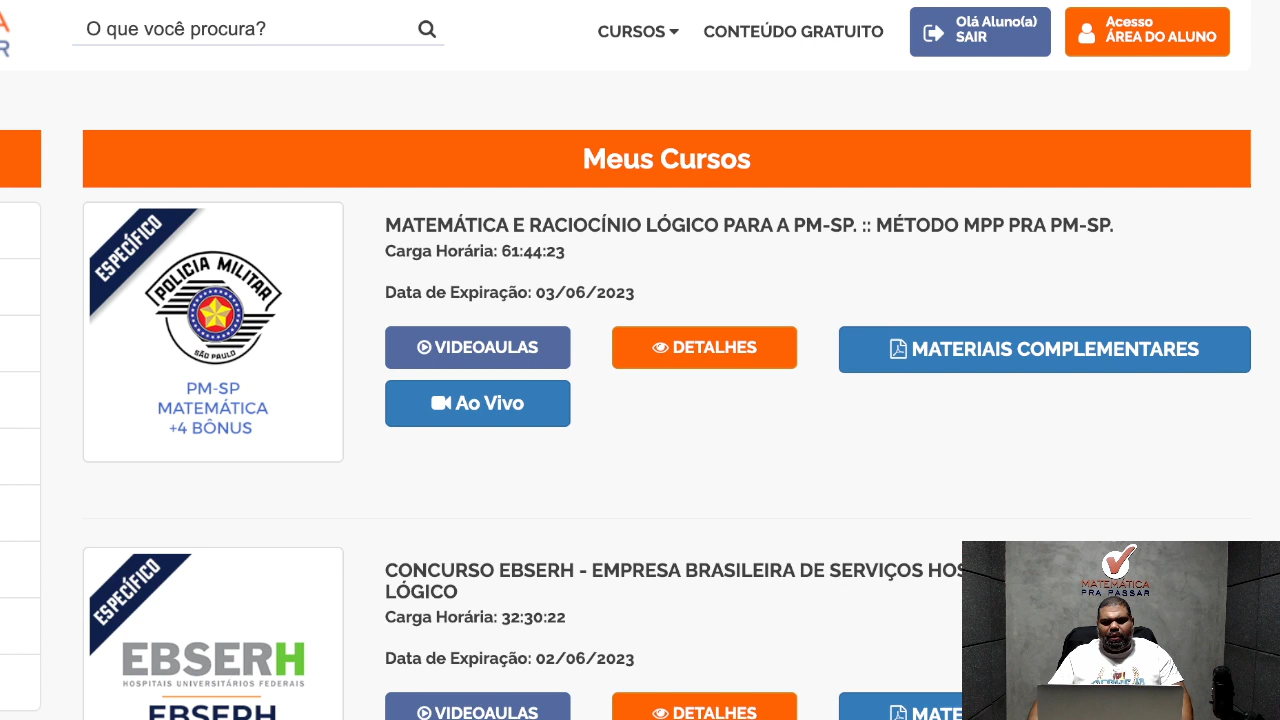 A
R
O que você procura?
CURSOS
CONTEÚDO GRATUITO
Olá Aluno(a)
SAIR
Acesso
ÁREA DO ALUNO
Meus Cursos
ESPECÍFICO
POLICIA MILITAR
SÃO PAULO
PM-SP
MATEMÁTICA
+4 BÔNUS
MATEMÁTICA E RACIOCÍNIO LÓGICO PARA A PM-SP. :: MÉTODO MPP PRA PM-SP.
Carga Horária: 61:44:23
Data de Expiração: 03/06/2023
VIDEOAULAS
DETALHES
MATERIAIS COMPLEMENTARES
Ao Vivo
ESPECÍFICO
EBSERH
HOSPITAIS UNIVERSITÁRIOS FEDERAIS
EBSERH
CONCURSO EBSERH - EMPRESA BRASILEIRA DE SERVIÇOS HOS
LÓGICO
Carga Horária: 32:30:22
Data de Expiração: 02/06/2023
VIDEOAULAS
DETALHES
MATE
MATEMÁTICA
PRA PASSAR